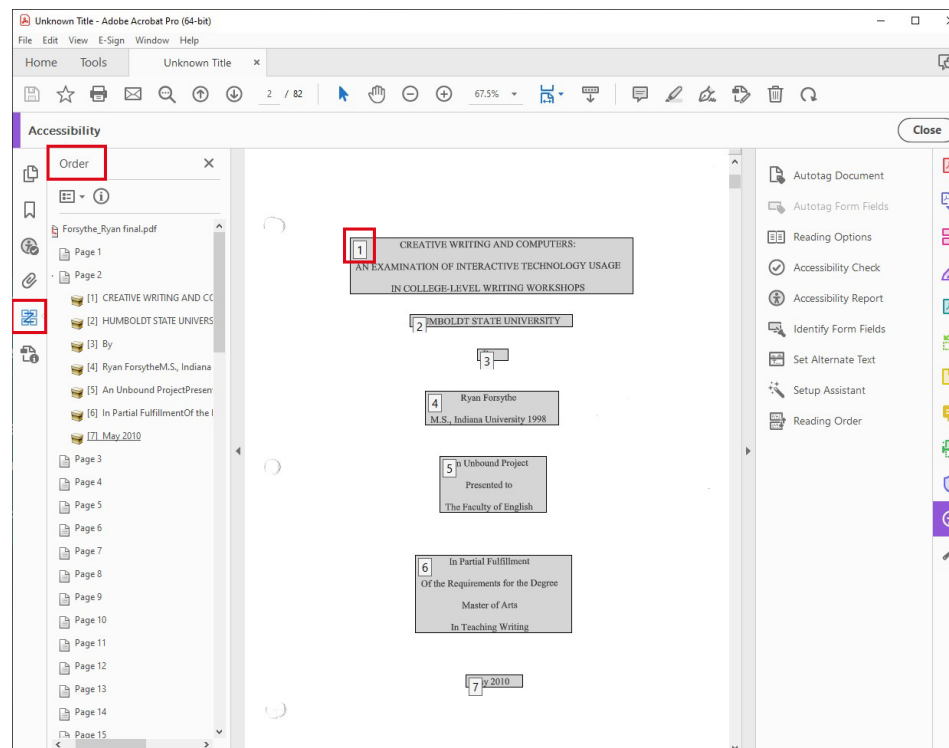 Unknown Title - Adobe Acrobat Pro (64-bit)
File Edit View E-Sign Window Help
Home Tools Unknown Title ×
2 / 82 67.5%
Accessibility Close
Order
Forsythe_Ryan final.pdf
Page 1
Page 2
[1] CREATIVE WRITING AND CC
[2] HUMBOLDT STATE UNIVERS
[3] By
[4] Ryan ForsytheM.S., Indiana
[5] An Unbound ProjectPresen
[6] In Partial FulfillmentOf the
[7] May 2010
Page 3
Page 4
Page 5
Page 6
Page 7
Page 8
Page 9
Page 10
Page 11
Page 12
Page 13
Page 14
Page 15
1
CREATIVE WRITING AND COMPUTERS:
AN EXAMINATION OF INTERACTIVE TECHNOLOGY USAGE
IN COLLEGE-LEVEL WRITING WORKSHOPS
2 UMBOLDT STATE UNIVERSITY
3
4 Ryan Forsythe
M.S., Indiana University 1998
5 n Unbound Project
Presented to
The Faculty of English
6 In Partial Fulfillment
Of the Requirements for the Degree
Master of Arts
In Teaching Writing
7 y 2010
Autotag Document
Autotag Form Fields
Reading Options
Accessibility Check
Accessibility Report
Identify Form Fields
Set Alternate Text
Setup Assistant
Reading Order